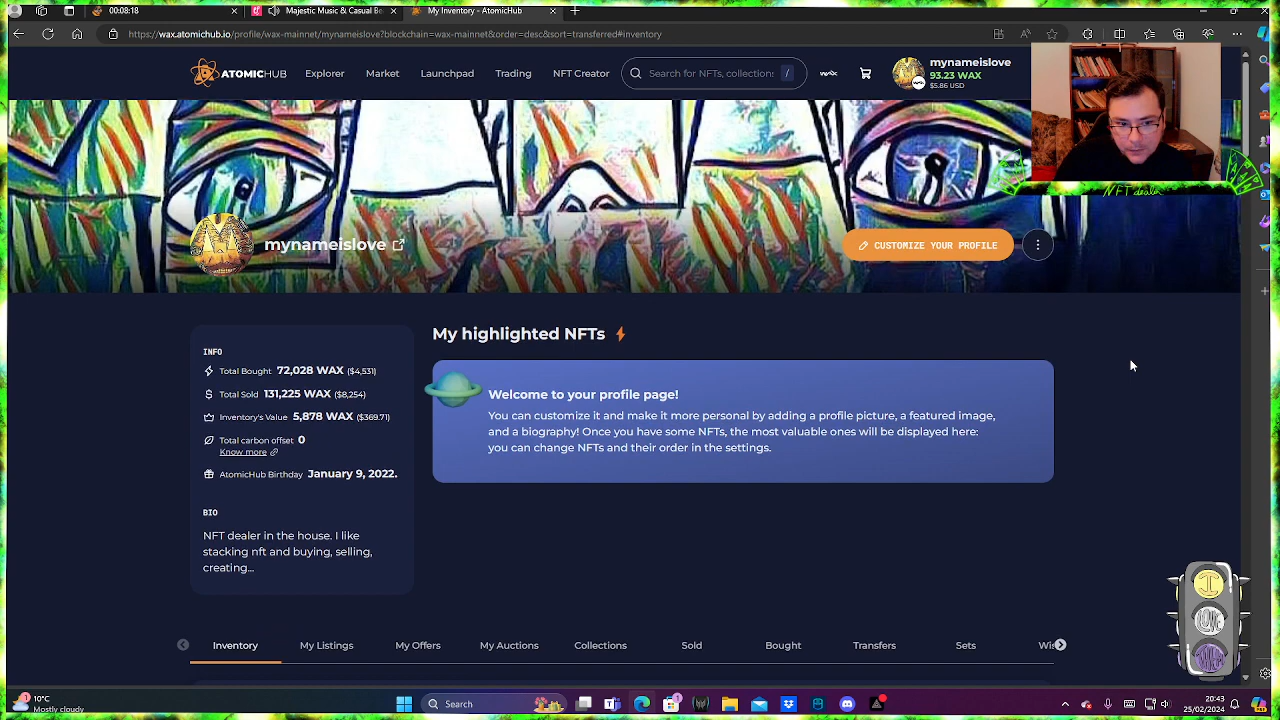 00:08:18
Majestic Music & Casual Be
My Inventory - AtomicHub
https://wax.atomichub.io/profile/wax-mainnet/mynameislove?blockchain=wax-mainnet&order=desc&sort=transferred#inventory
ATOMICHUB
Explorer
Market
Launchpad
Trading
NFT Creator
Search for NFTs, collections
/
mynameislove
93.23 WAX
$5.86 USD
NFT dealer
mynameislove
CUSTOMIZE YOUR PROFILE
INFO
Total Bought 72,028 WAX ($4,531)
Total Sold 131,225 WAX ($8,254)
Inventory's Value 5,878 WAX ($369.71)
Total carbon offset 0
Know more
AtomicHub Birthday January 9, 2022.
BIO
NFT dealer in the house. I like
stacking nft and buying, selling,
creating...
My highlighted NFTs
Welcome to your profile page!
You can customize it and make it more personal by adding a profile picture, a featured image,
and a biography! Once you have some NFTs, the most valuable ones will be displayed here:
you can change NFTs and their order in the settings.
Inventory
My Listings
My Offers
My Auctions
Collections
Sold
Bought
Transfers
Sets
10°C
Mostly cloudy
Search
20:43
25/02/2024